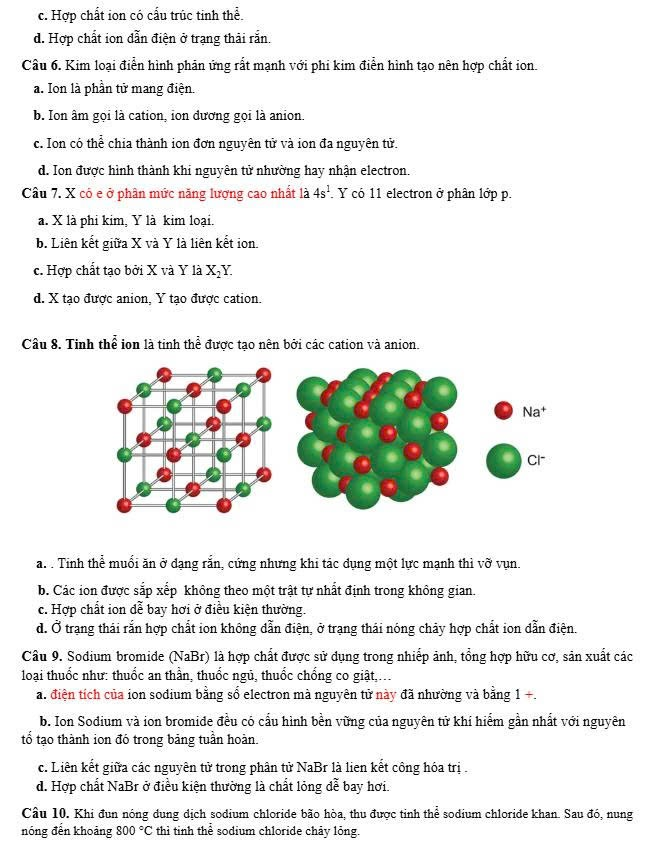 c. Hợp chất ion có cấu trúc tinh thể.
d. Hợp chất ion dẫn điện ở trạng thái rắn.
Câu 6. Kim loại điển hình phản ứng rất mạnh với phi kim điển hình tạo nên hợp chất ion.
a. Ion là phần tử mang điện.
b. Ion âm gọi là cation, ion dương gọi là anion.
c. Ion có thể chia thành ion đơn nguyên tử và ion đa nguyên tử.
d. Ion được hình thành khi nguyên tử nhường hay nhận electron.
Câu 7. X có e ở phân mức năng lượng cao nhất là 4s¹. Y có 11 electron ở phân lớp p.
a. X là phi kim, Y là kim loại.
b. Liên kết giữa X và Y là liên kết ion.
c. Hợp chất tạo bởi X và Y là X₂Y.
d. X tạo được anion, Y tạo được cation.
Câu 8. Tinh thể ion là tinh thể được tạo nên bởi các cation và anion.
Na⁺
Cl⁻
a. . Tinh thể muối ăn ở dạng rắn, cứng nhưng khi tác dụng một lực mạnh thì vỡ vụn.
b. Các ion được sắp xếp không theo một trật tự nhất định trong không gian.
c. Hợp chất ion dễ bay hơi ở điều kiện thường.
d. Ở trạng thái rắn hợp chất ion không dẫn điện, ở trạng thái nóng chảy hợp chất ion dẫn điện.
Câu 9. Sodium bromide (NaBr) là hợp chất được sử dụng trong nhiếp ảnh, tổng hợp hữu cơ, sản xuất các
loại thuốc như: thuốc an thần, thuốc ngủ, thuốc chống co giật,…
a. điện tích của ion sodium bằng số electron mà nguyên tử này đã nhường và bằng 1 +.
b. Ion Sodium và ion bromide đều có cấu hình bền vững của nguyên tử khí hiếm gần nhất với nguyên
tố tạo thành ion đó trong bảng tuần hoàn.
c. Liên kết giữa các nguyên tử trong phân tử NaBr là lien kết cộng hóa trị .
d. Hợp chất NaBr ở điều kiện thường là chất lỏng dễ bay hơi.
Câu 10. Khi đun nóng dung dịch sodium chloride bão hòa, thu được tinh thể sodium chloride khan. Sau đó, nung
nóng đến khoảng 800 °C thì tinh thể sodium chloride chảy lỏng.